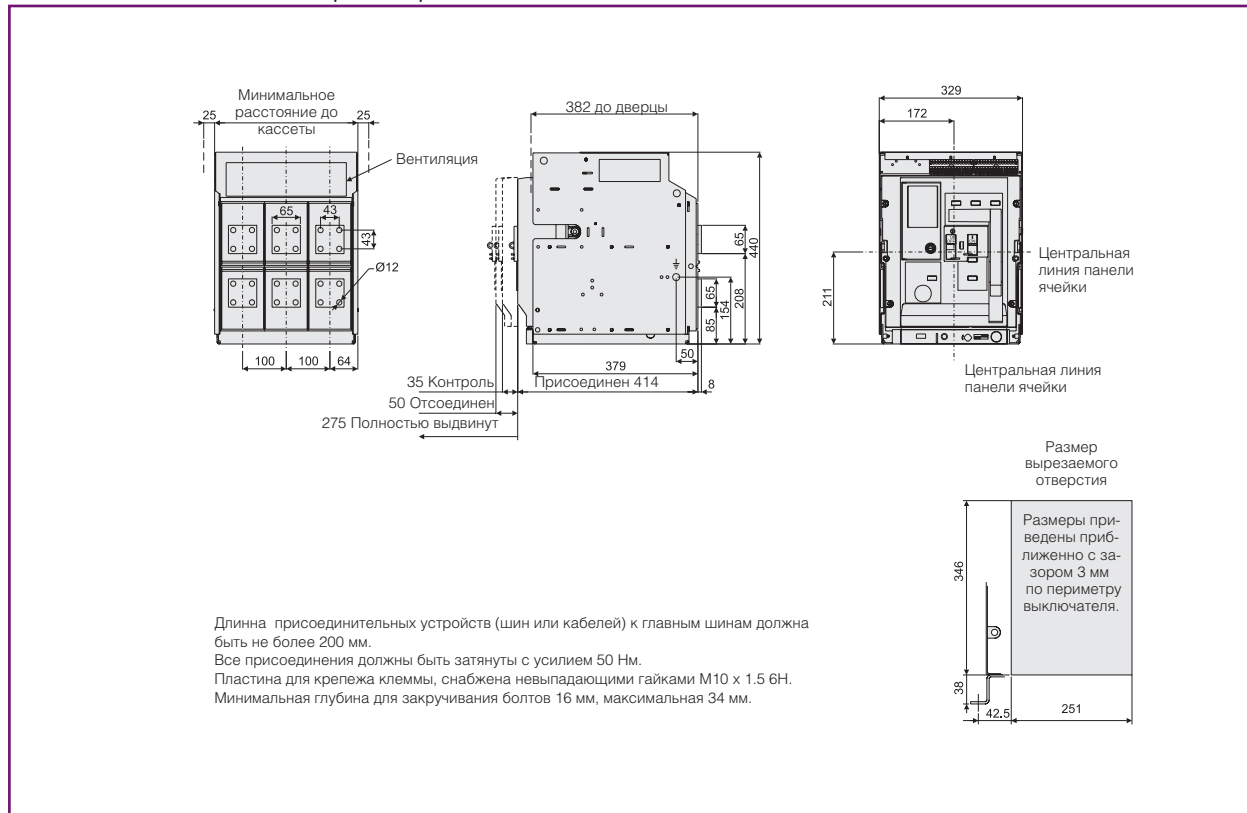 Минимальное
расстояние до
кассеты
25
25
Вентиляция
65
43
43
Ø12
100
100
64
382 до дверцы
440
65
208
154
65
85
50
379
8
35 Контроль
Присоединен 414
50 Отсоединен
275 Полностью выдвинут
329
172
211
Центральная
линия панели
ячейки
Центральная линия
панели ячейки
Размер
вырезаемого
отверстия
Размеры при-
ведены приб-
лиженно с за-
зором 3 мм
по периметру
выключателя.
346
38
42.5
251
Длинна присоединительных устройств (шин или кабелей) к главным шинам должна
быть не более 200 мм.
Все присоединения должны быть затянуты с усилием 50 Нм.
Пластина для крепежа клеммы, снабжена невыпадающими гайками М10 x 1.5 6Н.
Минимальная глубина для закручивания болтов 16 мм, максимальная 34 мм.